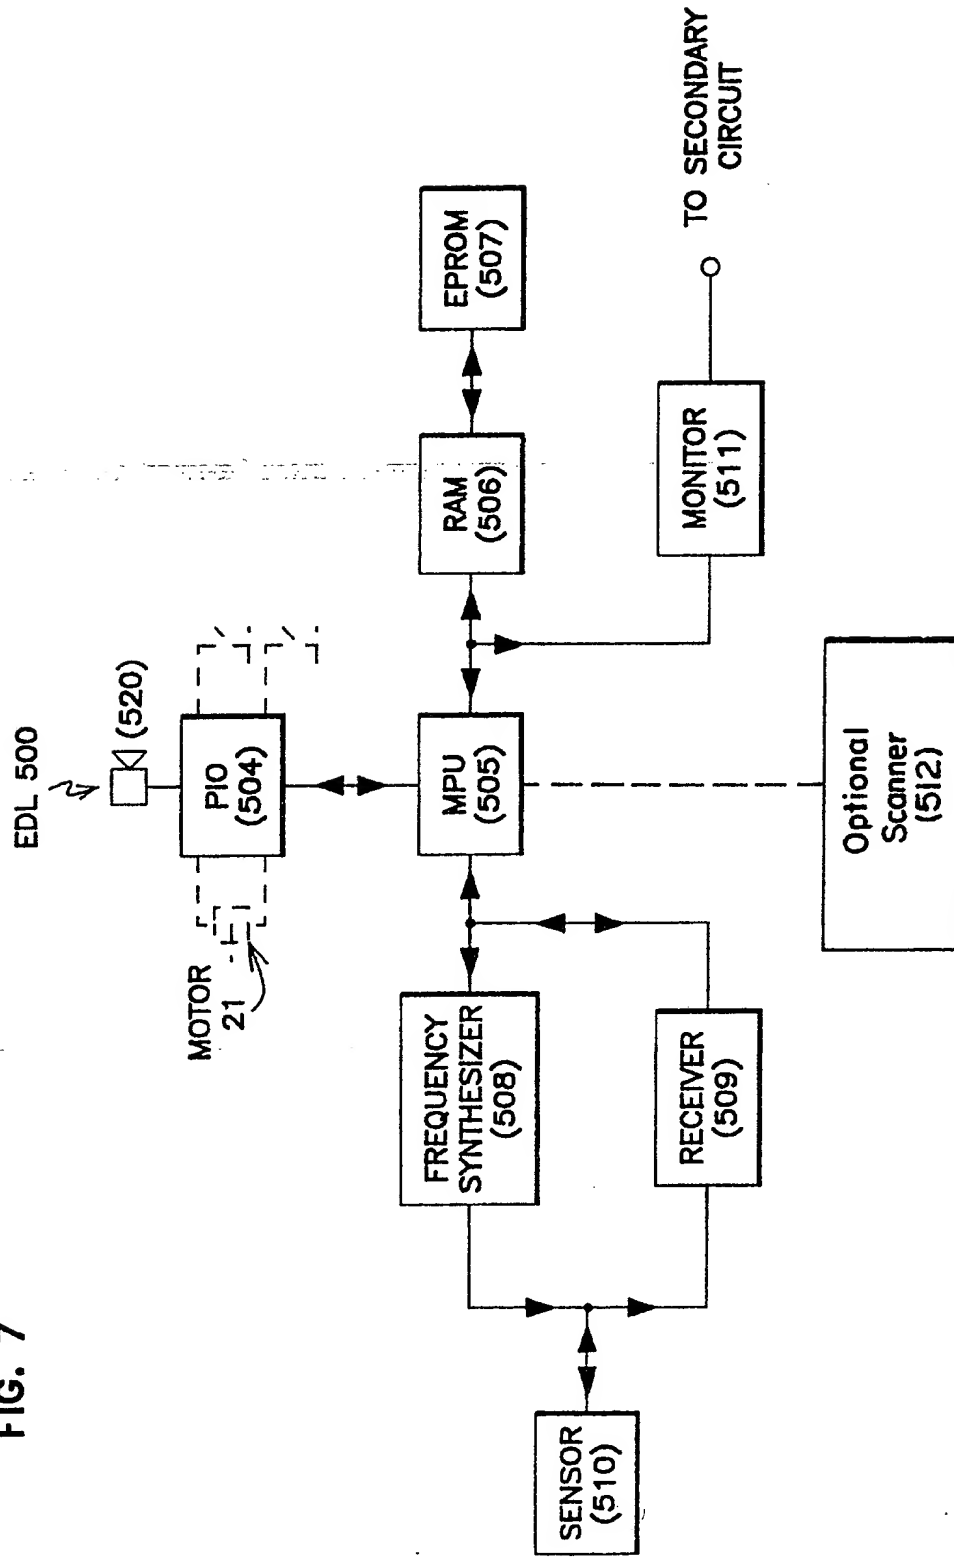 FIG. 7
EDL 500
(520)
MOTOR
21
PIO
(504)
FREQUENCY
SYNTHESIZER
(508)
MPU
(505)
RAM
(506)
EPROM
(507)
SENSOR
(510)
RECEIVER
(509)
MONITOR
(511)
TO SECONDARY
CIRCUIT
Optional
Scanner
(512)